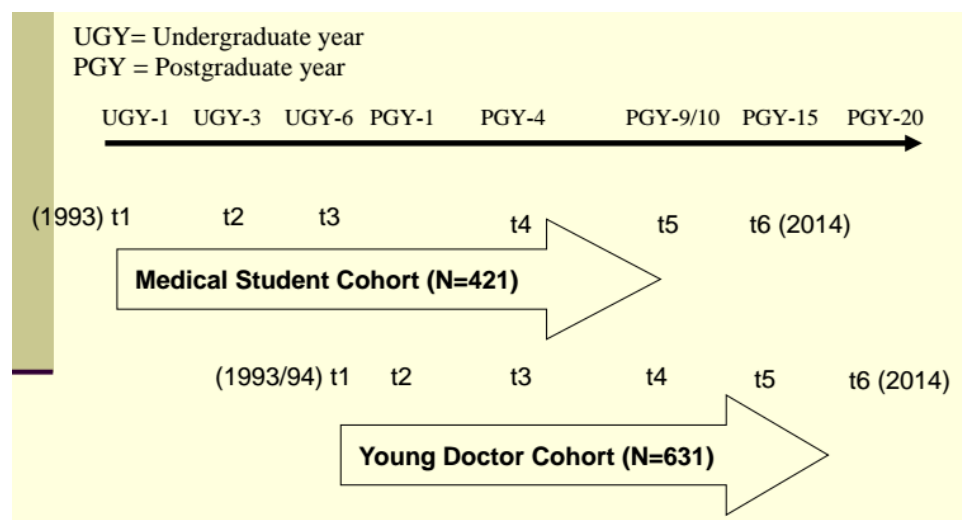 UGY= Undergraduate year
PGY = Postgraduate year
UGY-1 UGY-3 UGY-6 PGY-1 PGY-4 PGY-9/10 PGY-15 PGY-20
(1993) t1 t2 t3 t4 t5 t6 (2014)
Medical Student Cohort (N=421)
(1993/94) t1 t2 t3 t4 t5 t6 (2014)
Young Doctor Cohort (N=631)